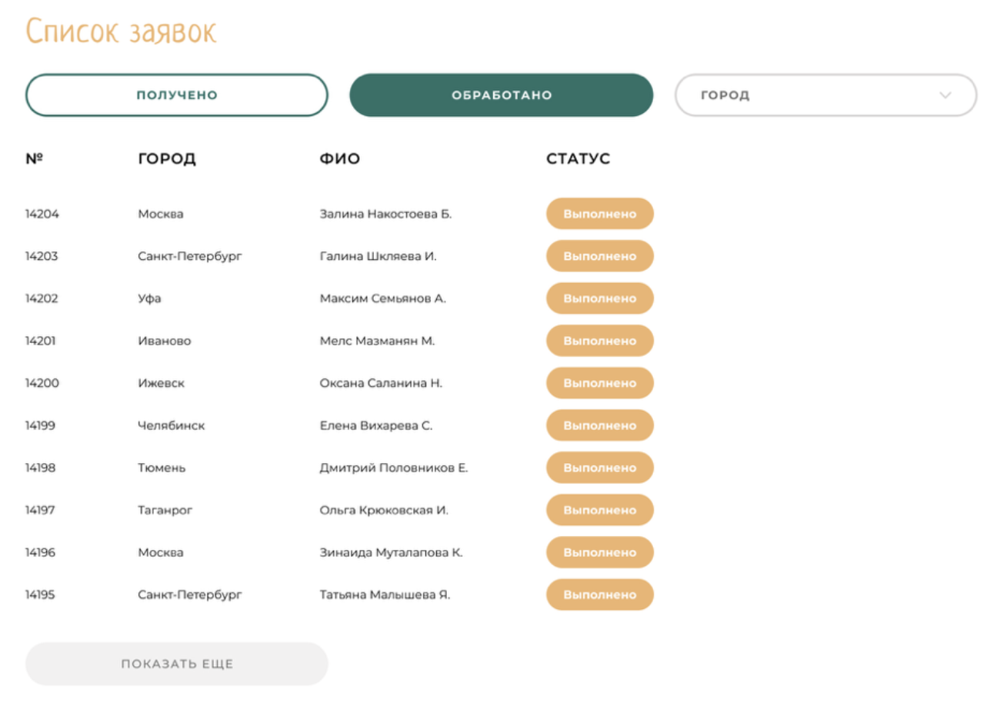 Список заявок
ПОЛУЧЕНО ОБРАБОТАНО ГОРОД
№ ГОРОД ФИО СТАТУС
14204 Москва Залина Накостоева Б. Выполнено
14203 Санкт-Петербург Галина Шкляева И. Выполнено
14202 Уфа Максим Семьянов А. Выполнено
14201 Иваново Мелс Мазманян М. Выполнено
14200 Ижевск Оксана Саланина Н. Выполнено
14199 Челябинск Елена Вихарева С. Выполнено
14198 Тюмень Дмитрий Половников Е. Выполнено
14197 Таганрог Ольга Крюковская И. Выполнено
14196 Москва Зинаида Муталапова К. Выполнено
14195 Санкт-Петербург Татьяна Малышева Я. Выполнено
ПОКАЗАТЬ ЕЩЕ